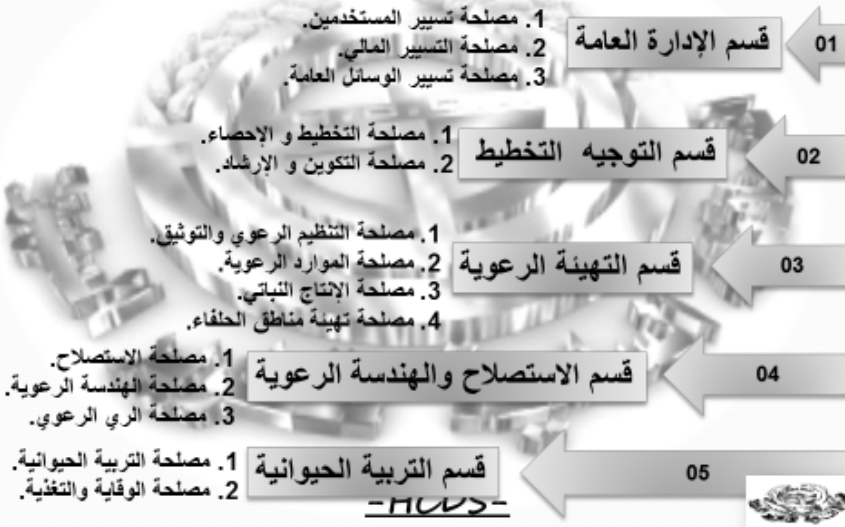 01
قسم الإدارة العامة
1. مصلحة تسيير المستخدمين.
2. مصلحة التسيير المالي.
3. مصلحة تسيير الوسائل العامة.
02
قسم التوجيه التخطيط
1. مصلحة التخطيط و الإحصاء.
2. مصلحة التكوين و الإرشاد.
03
قسم التهيئة الرعوية
1. مصلحة التنظيم الرعوي والتوثيق.
2. مصلحة الموارد الرعوية.
3. مصلحة الإنتاج النباتي.
4. مصلحة تهيئة مناطق الحلفاء.
04
قسم الاستصلاح والهندسة الرعوية
1. مصلحة الاستصلاح.
2. مصلحة الهندسة الرعوية.
3. مصلحة الري الرعوي.
05
قسم التربية الحيوانية
1. مصلحة التربية الحيوانية.
2. مصلحة الوقاية والتغذية.
-HCDS-